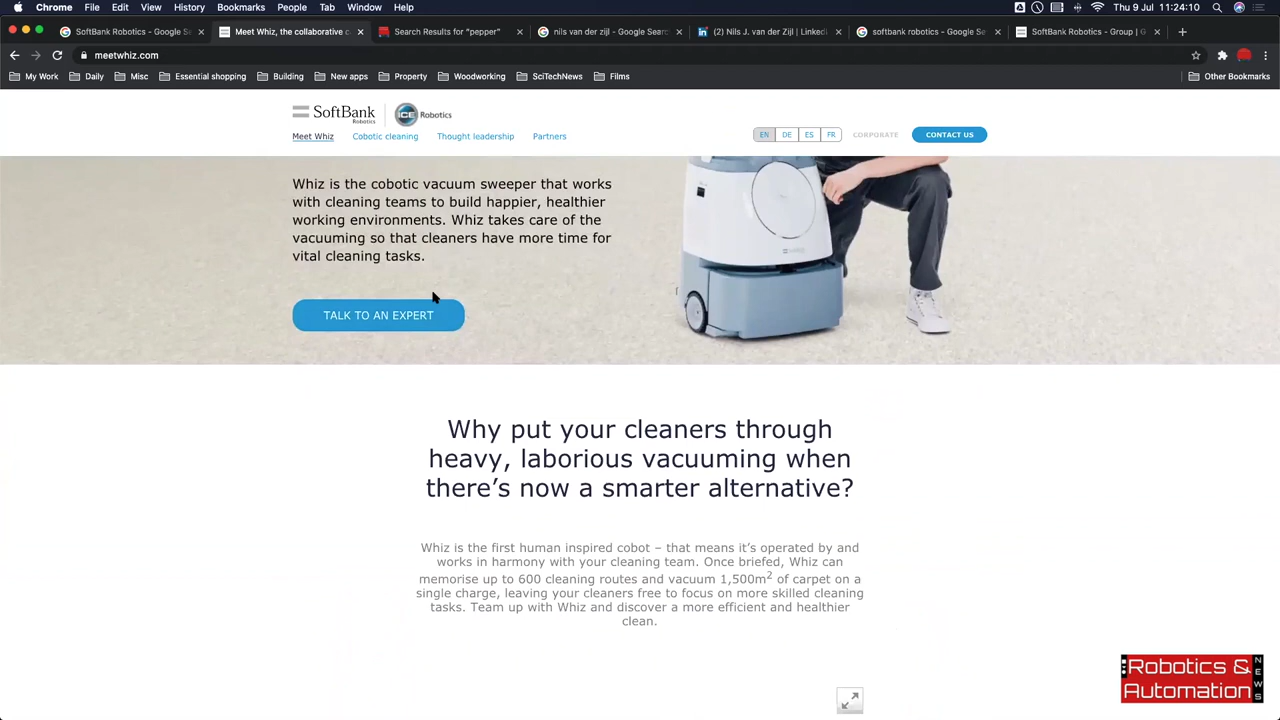 Chrome File Edit View History Bookmarks People Tab Window Help
Thu 9 Jul 11:24:10
SoftBank Robotics - Google Se
Meet Whiz, the collaborative c
Search Results for "pepper"
nils van der zijl - Google Searc
Nils J. van der Zijl | LinkedI
softbank robotics - Google Se
SoftBank Robotics - Group | G
meetwhiz.com
My Work Daily Misc Essential shopping Building New apps Property Woodworking SciTechNews Films Other Bookmarks
SoftBank
Robotics
ICE Robotics
Meet Whiz Cobotic cleaning Thought leadership Partners
EN DE ES FR CORPORATE CONTACT US
Whiz is the cobotic vacuum sweeper that works
with cleaning teams to build happier, healthier
working environments. Whiz takes care of the
vacuuming so that cleaners have more time for
vital cleaning tasks.
TALK TO AN EXPERT
Why put your cleaners through
heavy, laborious vacuuming when
there's now a smarter alternative?
Whiz is the first human inspired cobot – that means it's operated by and
works in harmony with your cleaning team. Once briefed, Whiz can
memorise up to 600 cleaning routes and vacuum 1,500m² of carpet on a
single charge, leaving your cleaners free to focus on more skilled cleaning
tasks. Team up with Whiz and discover a more efficient and healthier
clean.
Robotics &
Automation
NEWS